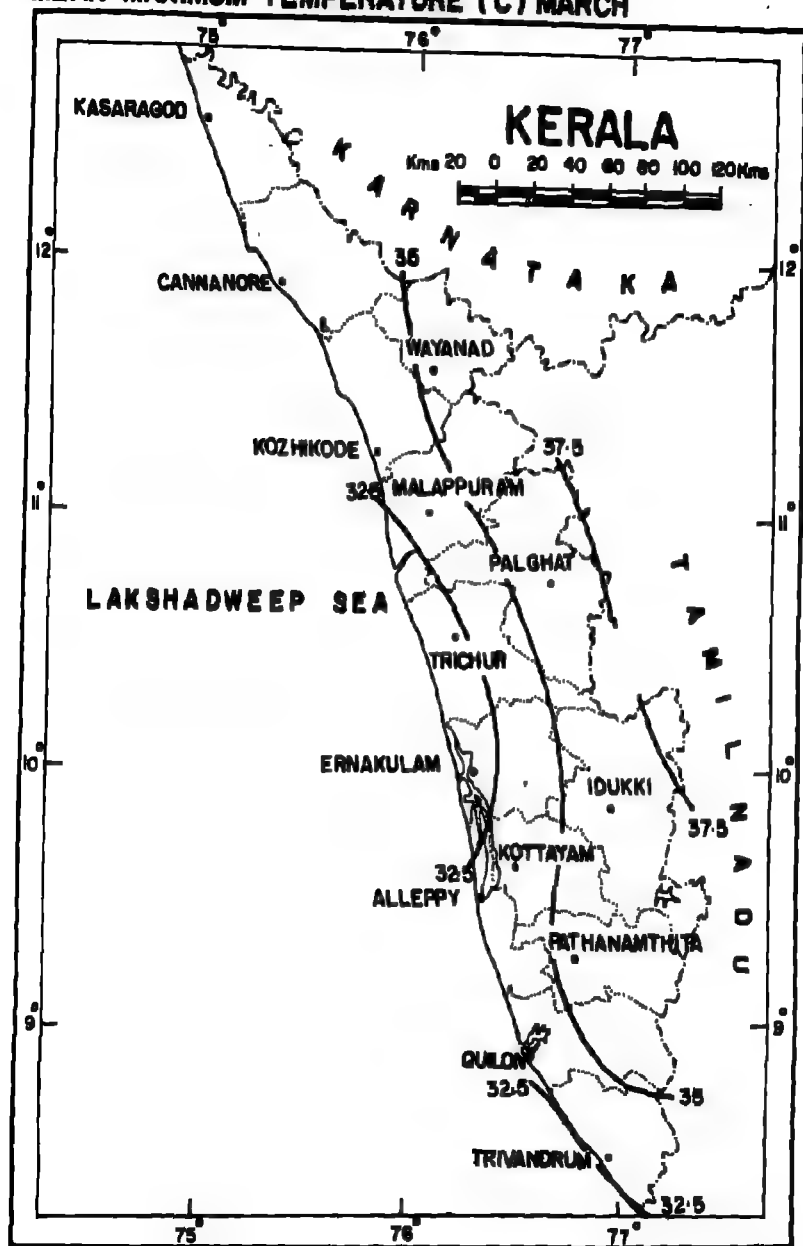 TEMPERATURE (°C) MARCH
75° 76° 77°
KERALA
KASARAGOD
Kms 20 0 20 40 60 80 100 120 Kms
KARNATAKA
12° 35 12°
CANNANORE
WAYANAD
KOZHIKODE 37.5
32.5 MALAPPURAM
11° 11°
PALGHAT
LAKSHADWEEP SEA
TAMIL NADU
TRICHUR
10° ERNAKULAM 10°
IDUKKI
37.5
KOTTAYAM
32.5
ALLEPPY
PATHANAMTHITA
9° 9°
QUILON
32.5 35
TRIVANDRUM
32.5
75° 76° 77°